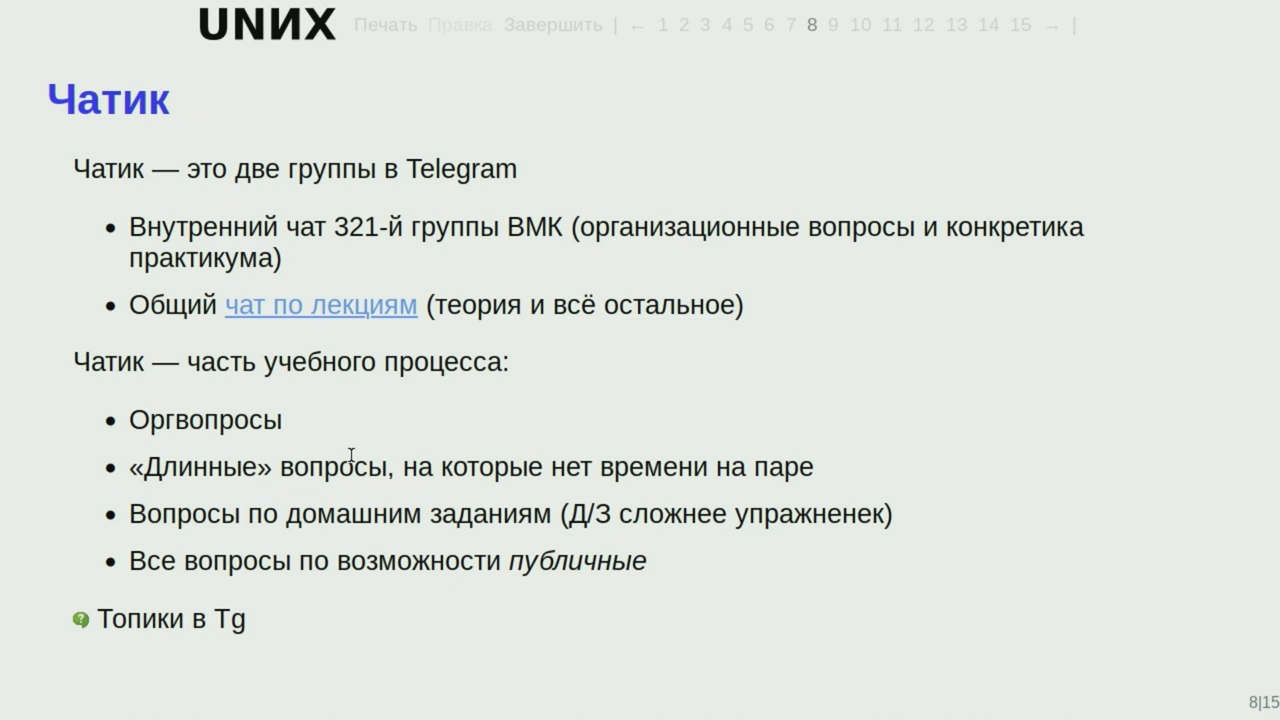 UNИX Печать Правка Завершить | ← 1 2 3 4 5 6 7 8 9 10 11 12 13 14 15 → |
Чатик
Чатик — это две группы в Telegram
• Внутренний чат 321-й группы ВМК (организационные вопросы и конкретика
практикума)
• Общий чат по лекциям (теория и всё остальное)
Чатик — часть учебного процесса:
• Оргвопросы
• «Длинные» вопросы, на которые нет времени на паре
• Вопросы по домашним заданиям (Д/З сложнее упражненек)
• Все вопросы по возможности публичные
? Топики в Tg
8|15